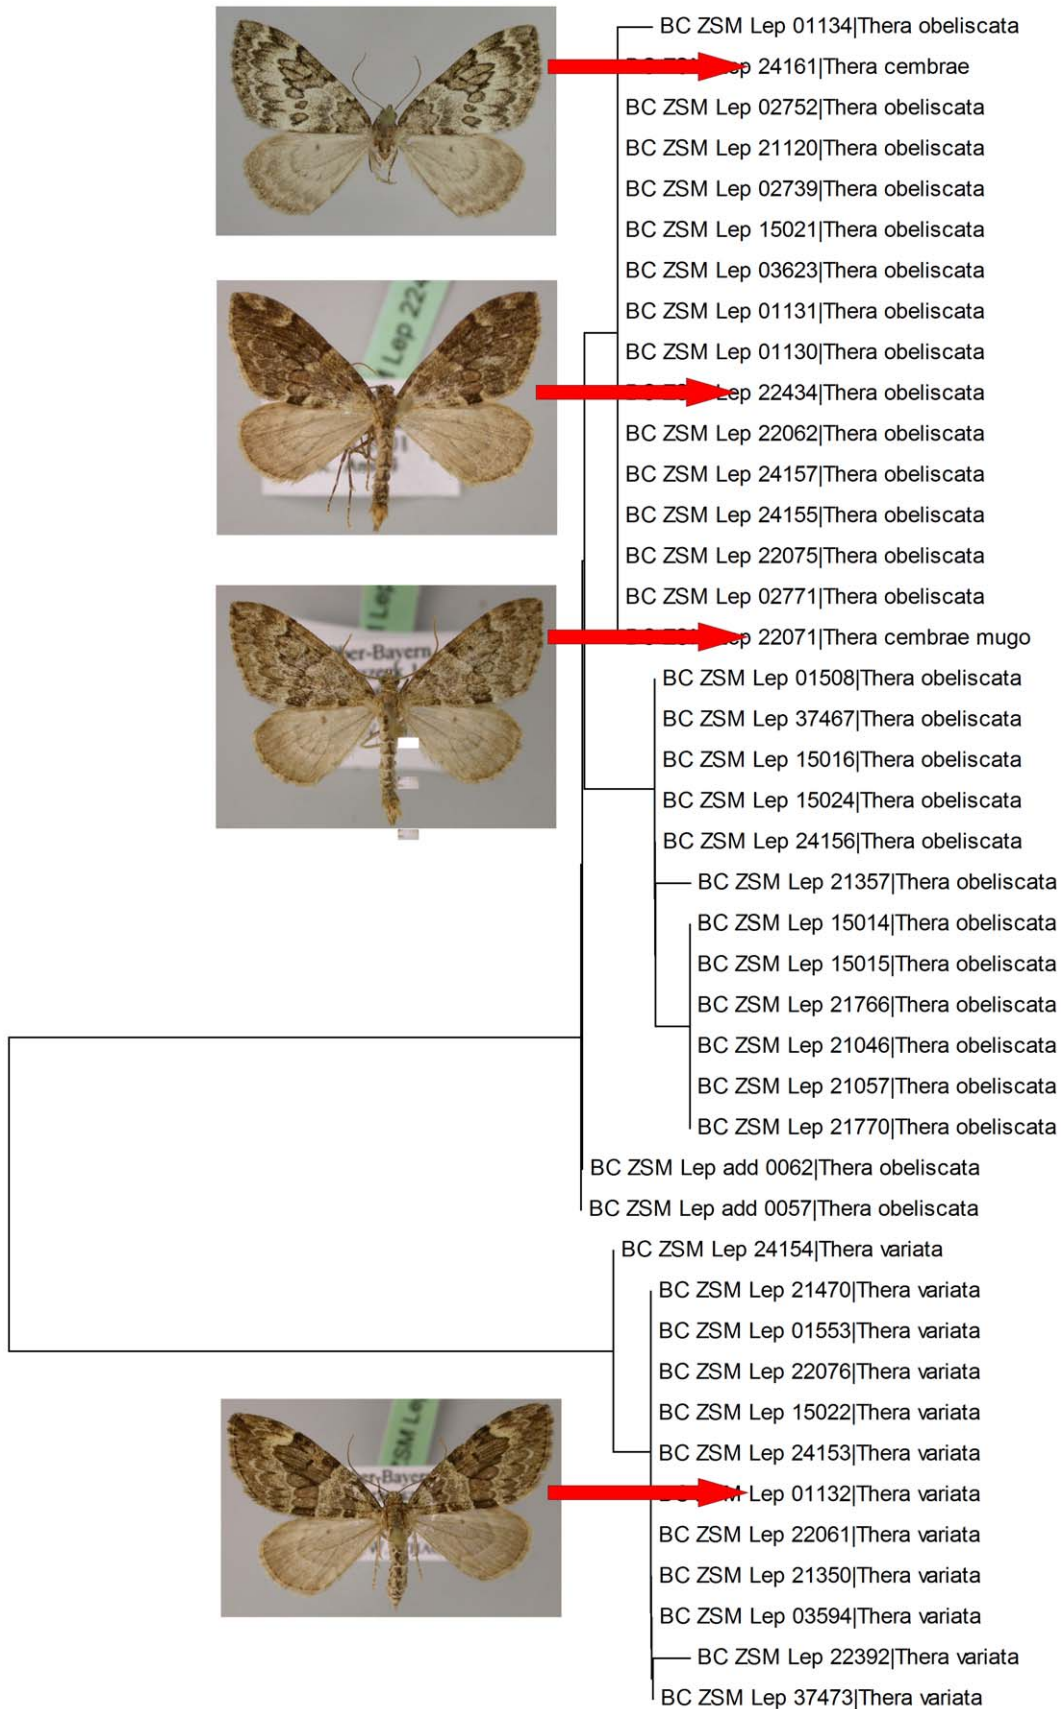 BC ZSM Lep 01134|Thera obeliscata
Lep 24161|Thera cembrae
BC ZSM Lep 02752|Thera obeliscata
BC ZSM Lep 21120|Thera obeliscata
BC ZSM Lep 02739|Thera obeliscata
BC ZSM Lep 15021|Thera obeliscata
BC ZSM Lep 03623|Thera obeliscata
BC ZSM Lep 01131|Thera obeliscata
BC ZSM Lep 01130|Thera obeliscata
Lep 224
Lep 22434|Thera obeliscata
BC ZSM Lep 22062|Thera obeliscata
BC ZSM Lep 24157|Thera obeliscata
BC ZSM Lep 24155|Thera obeliscata
BC ZSM Lep 22075|Thera obeliscata
BC ZSM Lep 02771|Thera obeliscata
Lep
Ober-Bayern
Lep 22071|Thera cembrae mugo
BC ZSM Lep 01508|Thera obeliscata
BC ZSM Lep 37467|Thera obeliscata
BC ZSM Lep 15016|Thera obeliscata
BC ZSM Lep 15024|Thera obeliscata
BC ZSM Lep 24156|Thera obeliscata
BC ZSM Lep 21357|Thera obeliscata
BC ZSM Lep 15014|Thera obeliscata
BC ZSM Lep 15015|Thera obeliscata
BC ZSM Lep 21766|Thera obeliscata
BC ZSM Lep 21046|Thera obeliscata
BC ZSM Lep 21057|Thera obeliscata
BC ZSM Lep 21770|Thera obeliscata
BC ZSM Lep add 0062|Thera obeliscata
BC ZSM Lep add 0057|Thera obeliscata
BC ZSM Lep 24154|Thera variata
BC ZSM Lep 21470|Thera variata
BC ZSM Lep 01553|Thera variata
BC ZSM Lep 22076|Thera variata
BC ZSM Lep 15022|Thera variata
ZSM Lep
BC ZSM Lep 24153|Thera variata
er-Bayern
Lep 01132|Thera variata
BC ZSM Lep 22061|Thera variata
BC ZSM Lep 21350|Thera variata
BC ZSM Lep 03594|Thera variata
BC ZSM Lep 22392|Thera variata
BC ZSM Lep 37473|Thera variata